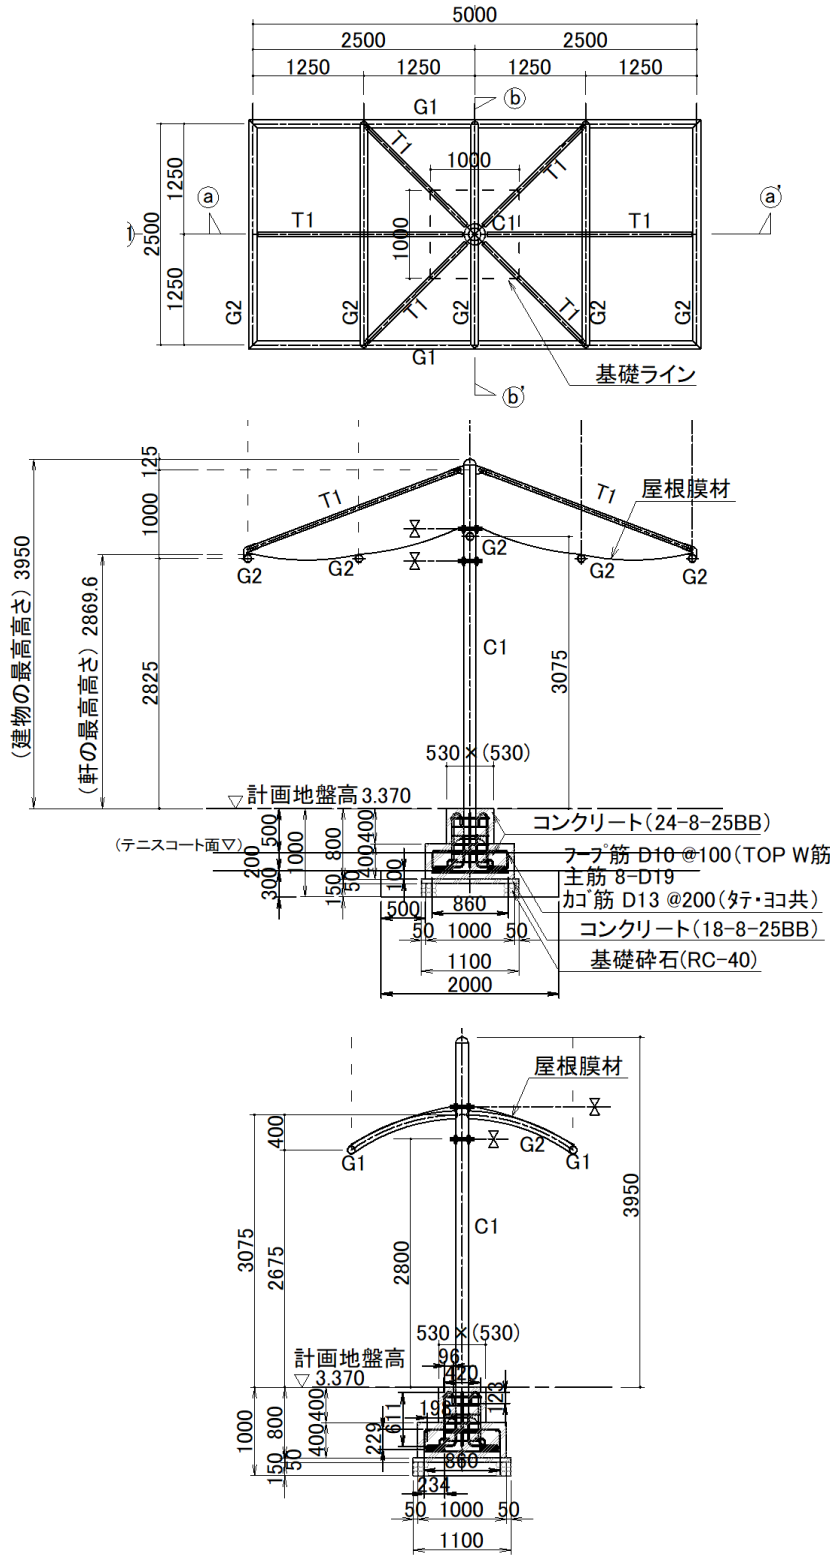 5000
2500 2500
1250 1250 1250 1250
G1 ⓑ
T1 T1
1000
1250
ⓐ ⓐ'
T1 C1 T1
2500
1000
1250
G2 G2 G2 G2 G2
T1 T1
G1
基礎ライン
ⓑ'
125
T1 T1
屋根膜材
1000
G2
G2 G2 G2 G2
(建物の最高高さ) 3950
(軒の最高高さ) 2869.6
2825
C1
3075
530×(530)
▽計画地盤高 3.370
コンクリート(24-8-25BB)
(テニスコート面▽)
フープ筋 D10 @100(TOP W筋
主筋 8-D19
カゴ筋 D13 @200(タテ・ヨコ共)
コンクリート(18-8-25BB)
基礎砕石(RC-40)
500
200
300
1000
800
150
50
400
400
100
500 860
50 1000 50
1100
2000
屋根膜材
400
G1 G2 G1
3950
C1
3075
2675
2800
530×(530)
計画地盤高
▽ 3.370
96
420
123
198
611
229
1000
800
400
400
150
50
860
234
50 1000 50
1100